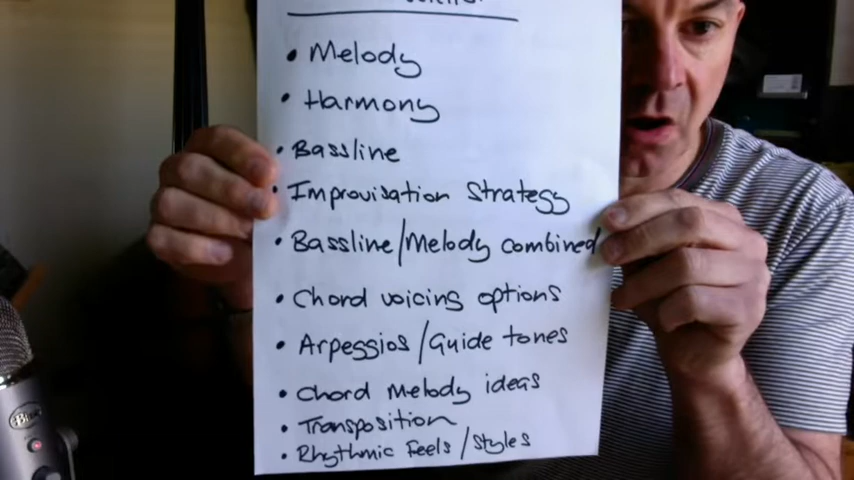 • Melody
• Harmony
• Bassline
• Improvisation Strategy
• Bassline/Melody combined
• Chord voicing options
• Arpeggios/Guide tones
• Chord Melody ideas
• Transposition
• Rhythmic Feels/Styles
Blue